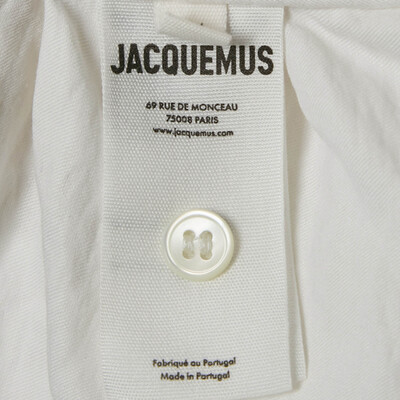 JACQUEMUS
69 RUE DE MONCEAU
75008 PARIS
www.jacquemus.com
Fabriqué au Portugal
Made in Portugal